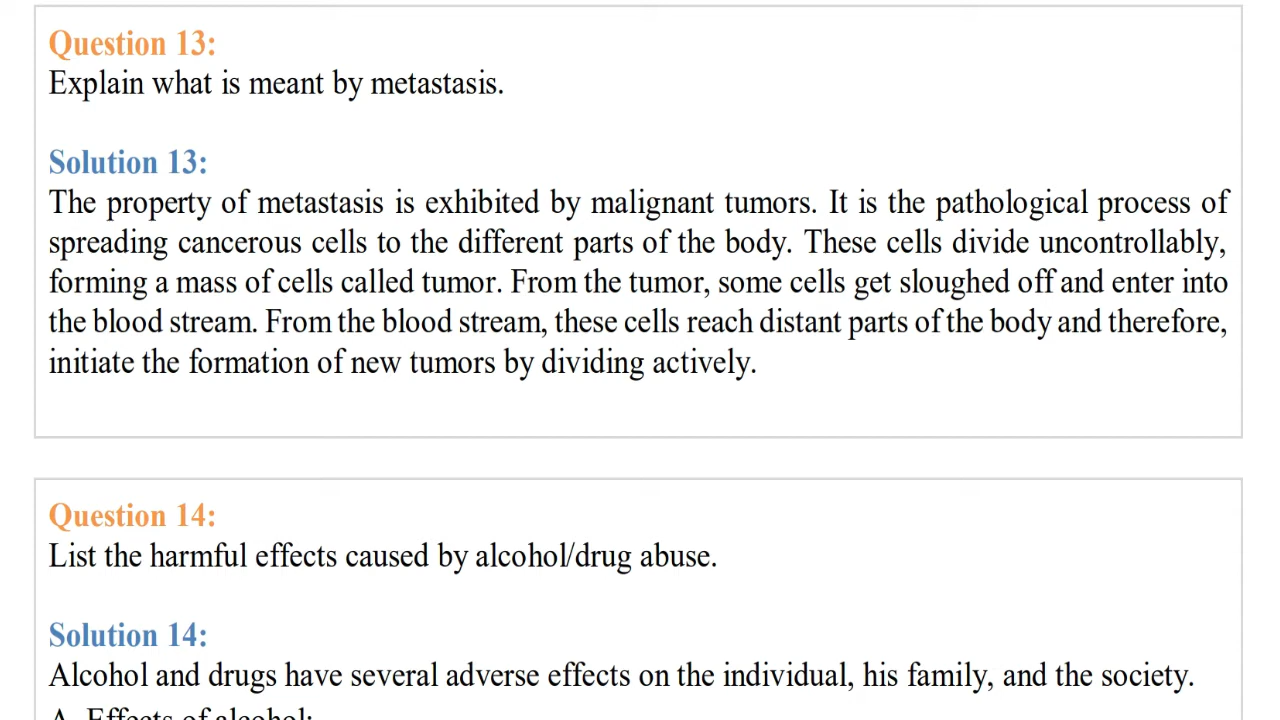 Question 13:
Explain what is meant by metastasis.
Solution 13:
The property of metastasis is exhibited by malignant tumors. It is the pathological process of
spreading cancerous cells to the different parts of the body. These cells divide uncontrollably,
forming a mass of cells called tumor. From the tumor, some cells get sloughed off and enter into
the blood stream. From the blood stream, these cells reach distant parts of the body and therefore,
initiate the formation of new tumors by dividing actively.
Question 14:
List the harmful effects caused by alcohol/drug abuse.
Solution 14:
Alcohol and drugs have several adverse effects on the individual, his family, and the society.
A. Effects of alcohol: